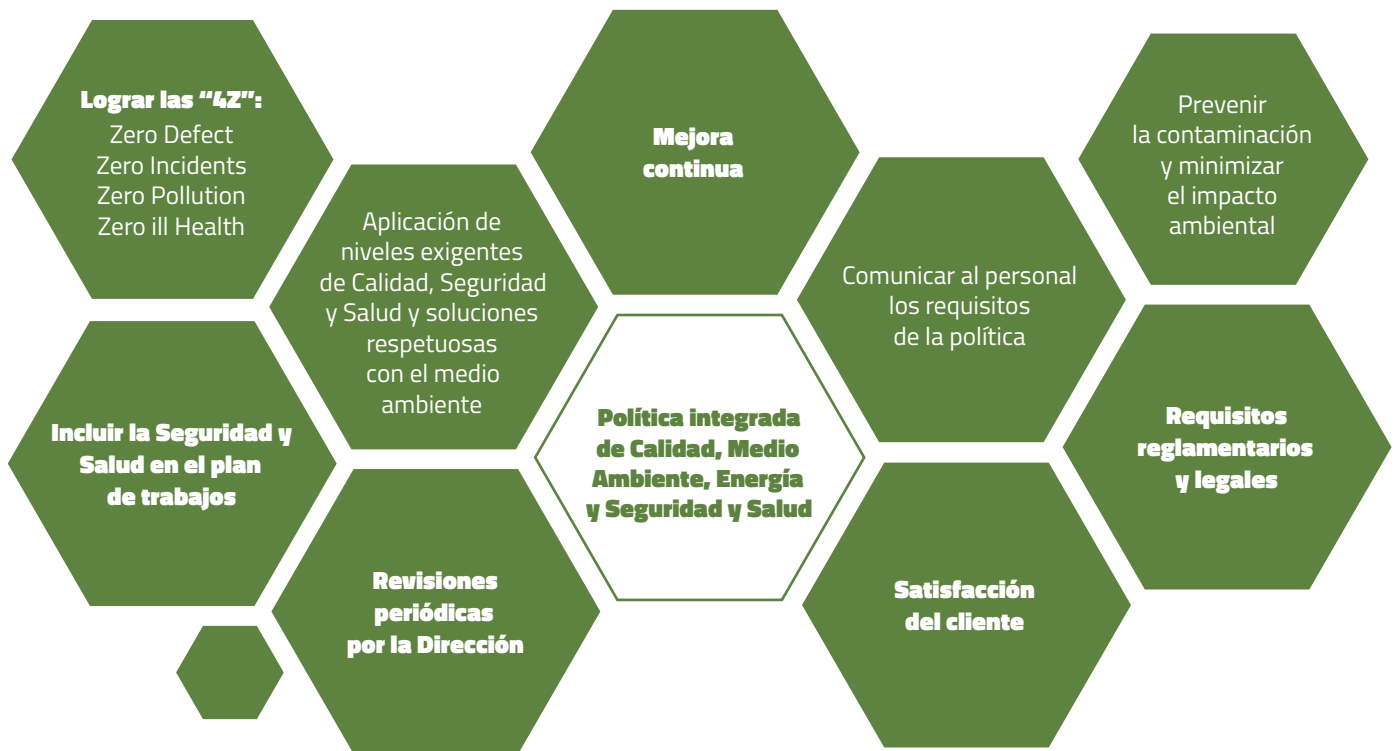 Lograr las “4Z”:
Zero Defect
Zero Incidents
Zero Pollution
Zero ill Health
Aplicación de
niveles exigentes
de Calidad, Seguridad
y Salud y soluciones
respetuosas
con el medio
ambiente
Mejora
continua
Comunicar al personal
los requisitos
de la política
Prevenir
la contaminación
y minimizar
el impacto
ambiental
Incluir la Seguridad y
Salud en el plan
de trabajos
Revisiones
periódicas
por la Dirección
Política integrada
de Calidad, Medio
Ambiente, Energía
y Seguridad y Salud
Satisfacción
del cliente
Requisitos
reglamentarios
y legales